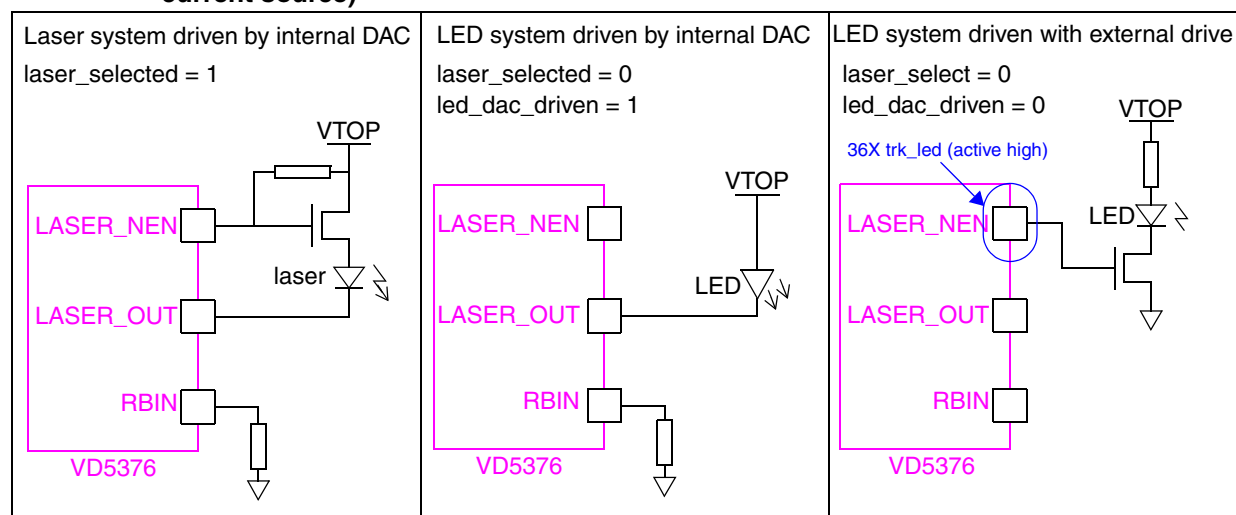 current source)
Laser system driven by internal DAC
laser_selected = 1
VTOP
LASER_NEN
laser
LASER_OUT
RBIN
VD5376
LED system driven by internal DAC
laser_selected = 0
led_dac_driven = 1
VTOP
LASER_NEN
LED
LASER_OUT
RBIN
VD5376
LED system driven with external drive
laser_select = 0
led_dac_driven = 0
VTOP
36X trk_led (active high)
LASER_NEN
LED
LASER_OUT
RBIN
VD5376